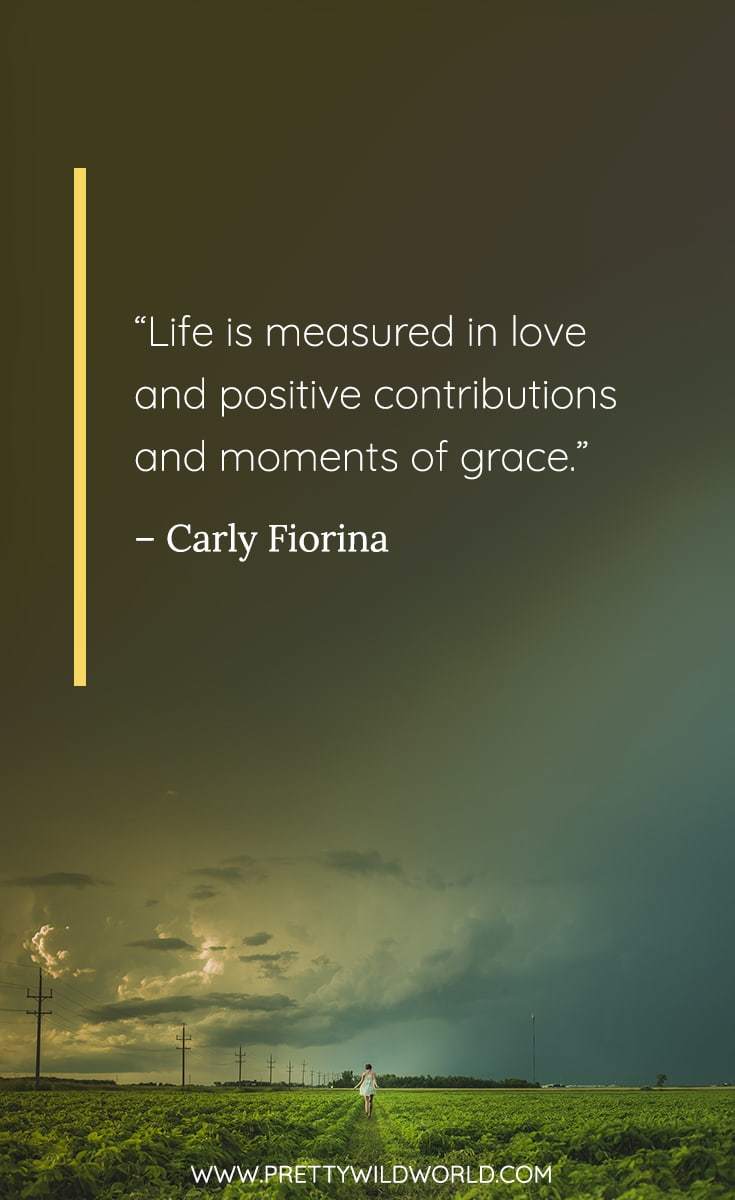 “Life is measured in love
and positive contributions
and moments of grace.”
– Carly Fiorina
WWW.PRETTYWILDWORLD.COM